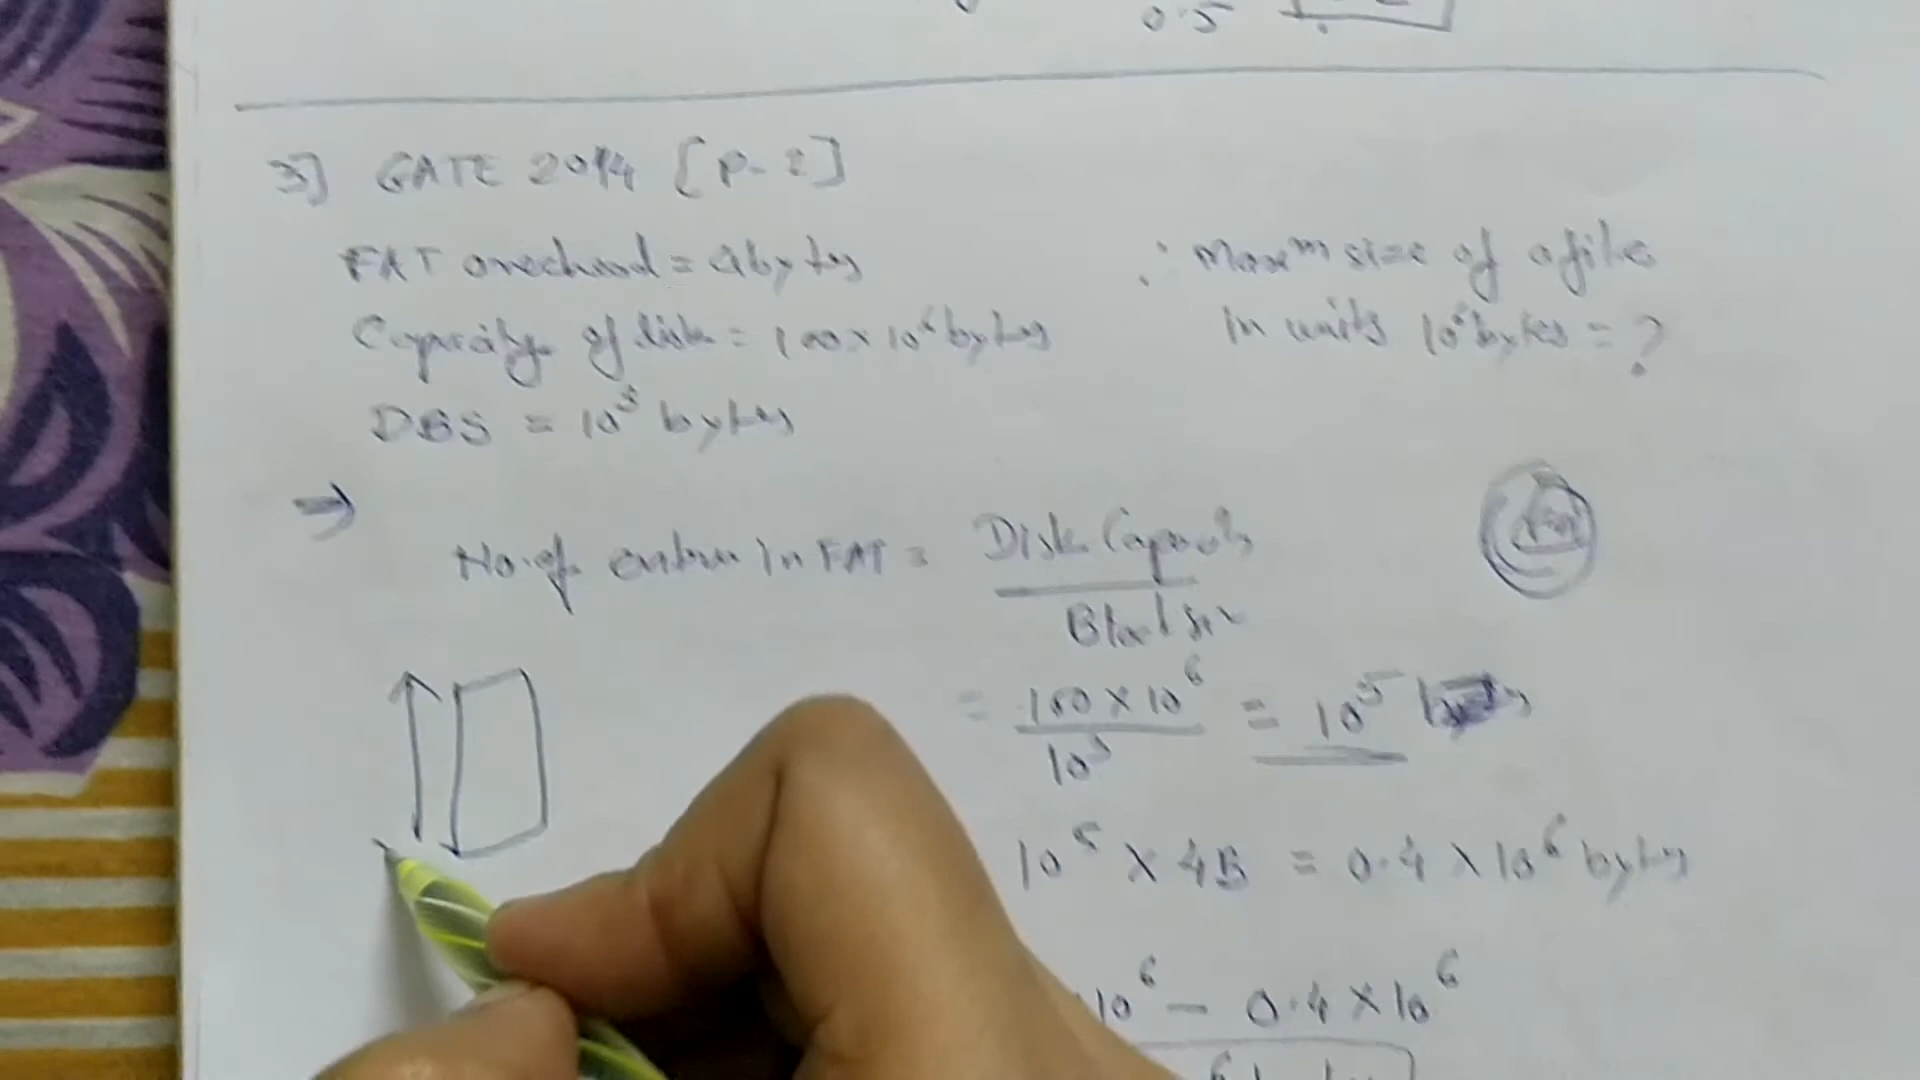 0.5
3] GATE 2014 [P-2]
FAT overhead = 4 bytes
Capacity of disk = 100 × 10⁶ bytes
DBS = 10³ bytes
∴ Maxᵐ size of a file
in units 10⁶ bytes = ?
⇒
No. of entries in FAT = Disk Capacity
Block size
= 100 × 10⁶ = 10⁵
10³
10⁵ × 4B = 0.4 × 10⁶ bytes
10⁶ – 0.4 × 10⁶